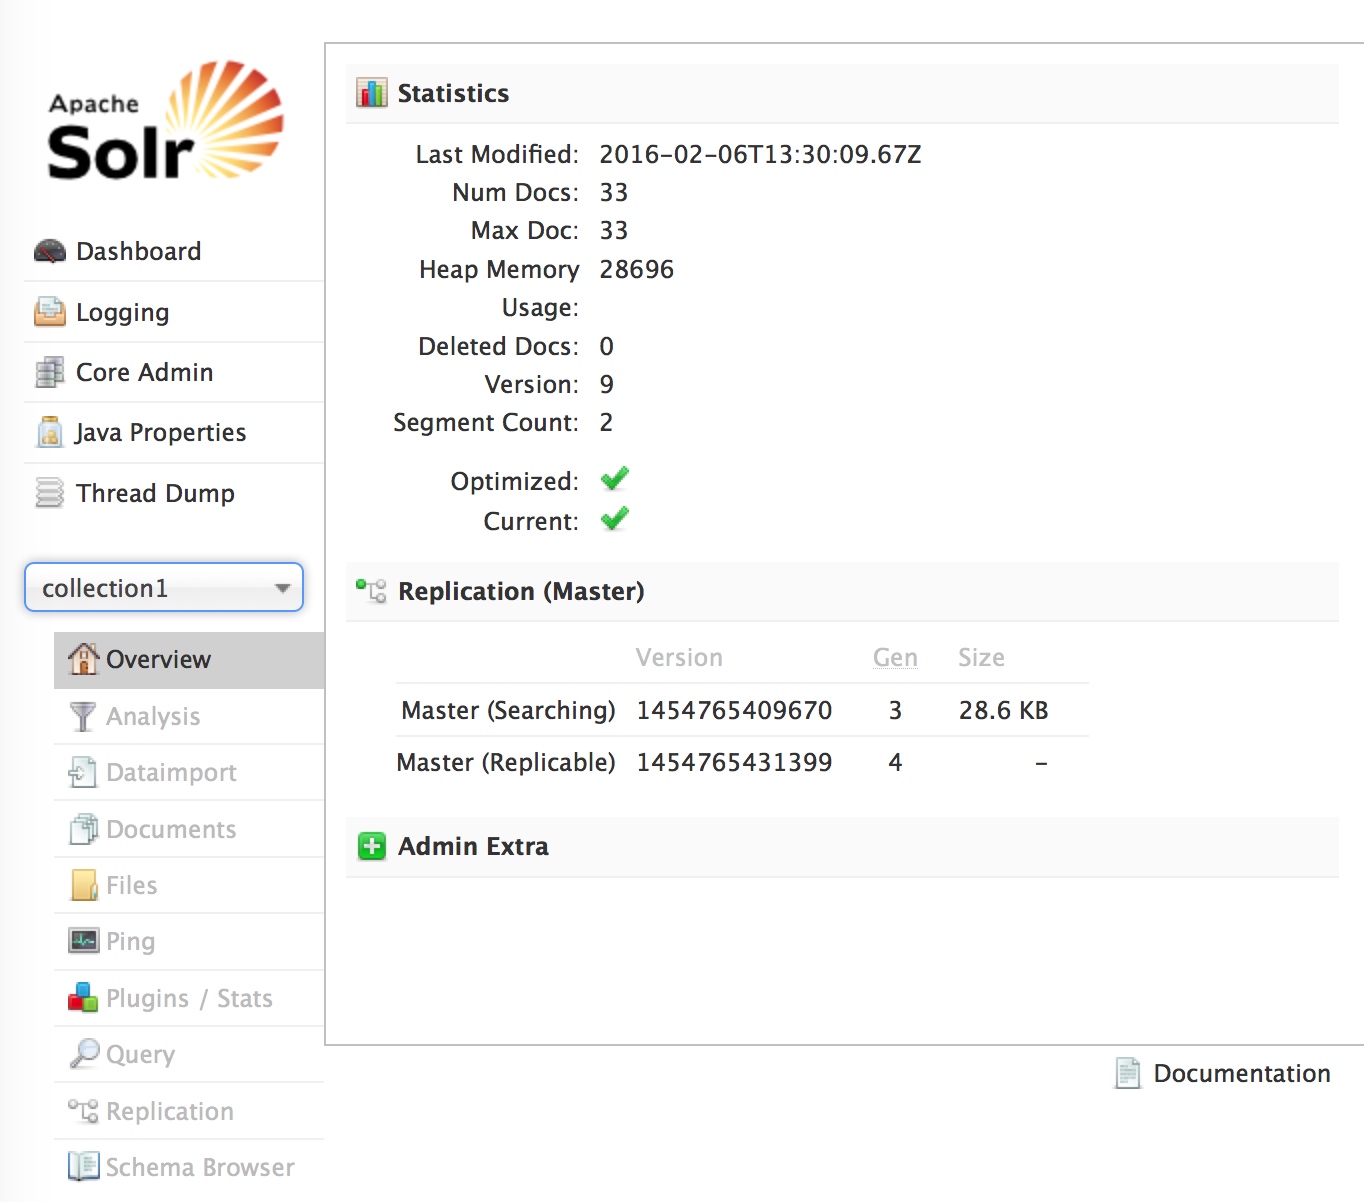 Apache
Solr
Dashboard
Logging
Core Admin
Java Properties
Thread Dump
collection1
Overview
Analysis
Dataimport
Documents
Files
Ping
Plugins / Stats
Query
Replication
Schema Browser
Statistics
Last Modified: 2016-02-06T13:30:09.67Z
Num Docs: 33
Max Doc: 33
Heap Memory 28696
Usage:
Deleted Docs: 0
Version: 9
Segment Count: 2
Optimized:
Current:
Replication (Master)
Version Gen Size
Master (Searching) 1454765409670 3 28.6 KB
Master (Replicable) 1454765431399 4 –
Admin Extra
Documentation